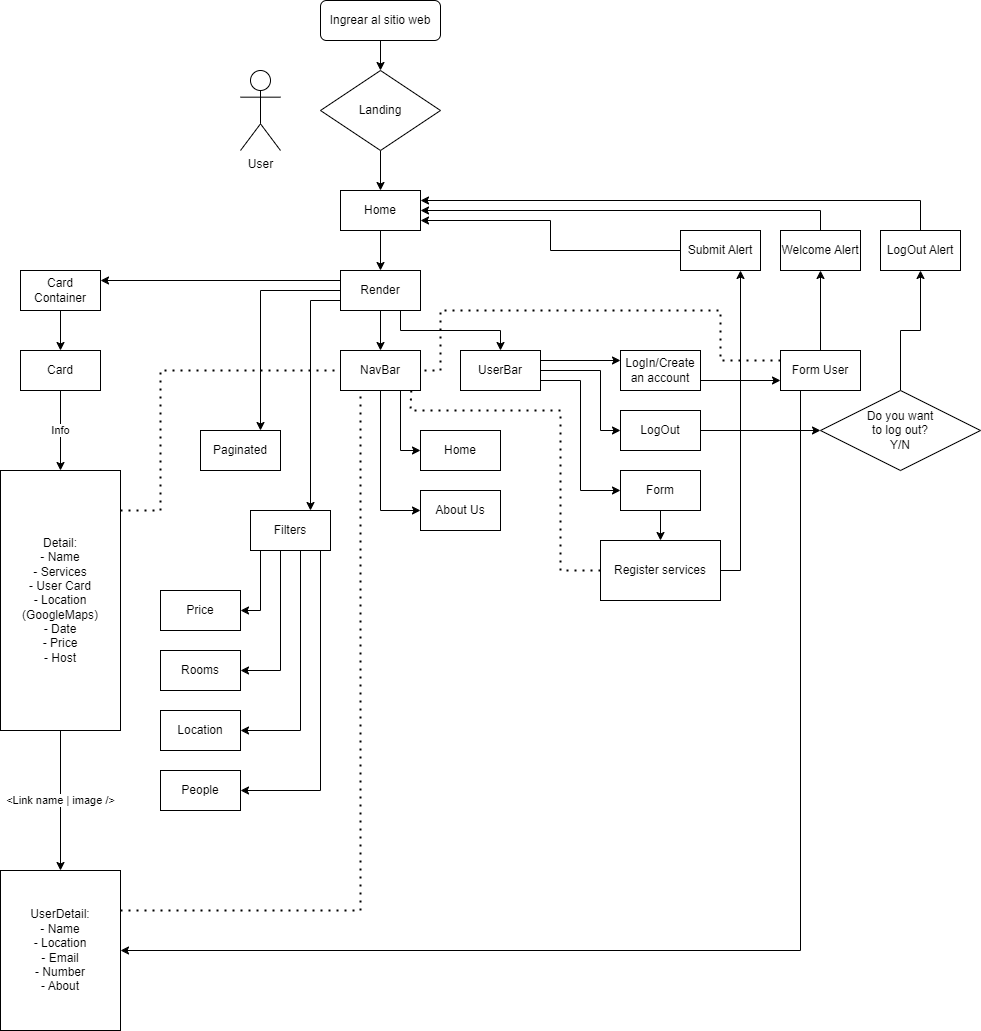 Ingrear al sitio web
Landing
User
Home
Submit Alert
Welcome Alert
LogOut Alert
Card
Container
Render
Card
NavBar
UserBar
LogIn/Create
an account
Form User
Info
Paginated
Home
LogOut
Do you want
to log out?
Y/N
About Us
Form
Filters
Detail:
- Name
- Services
- User Card
- Location
(GoogleMaps)
- Date
- Price
- Host
Register services
Price
Rooms
Location
People
<Link name | image />
UserDetail:
- Name
- Location
- Email
- Number
- About